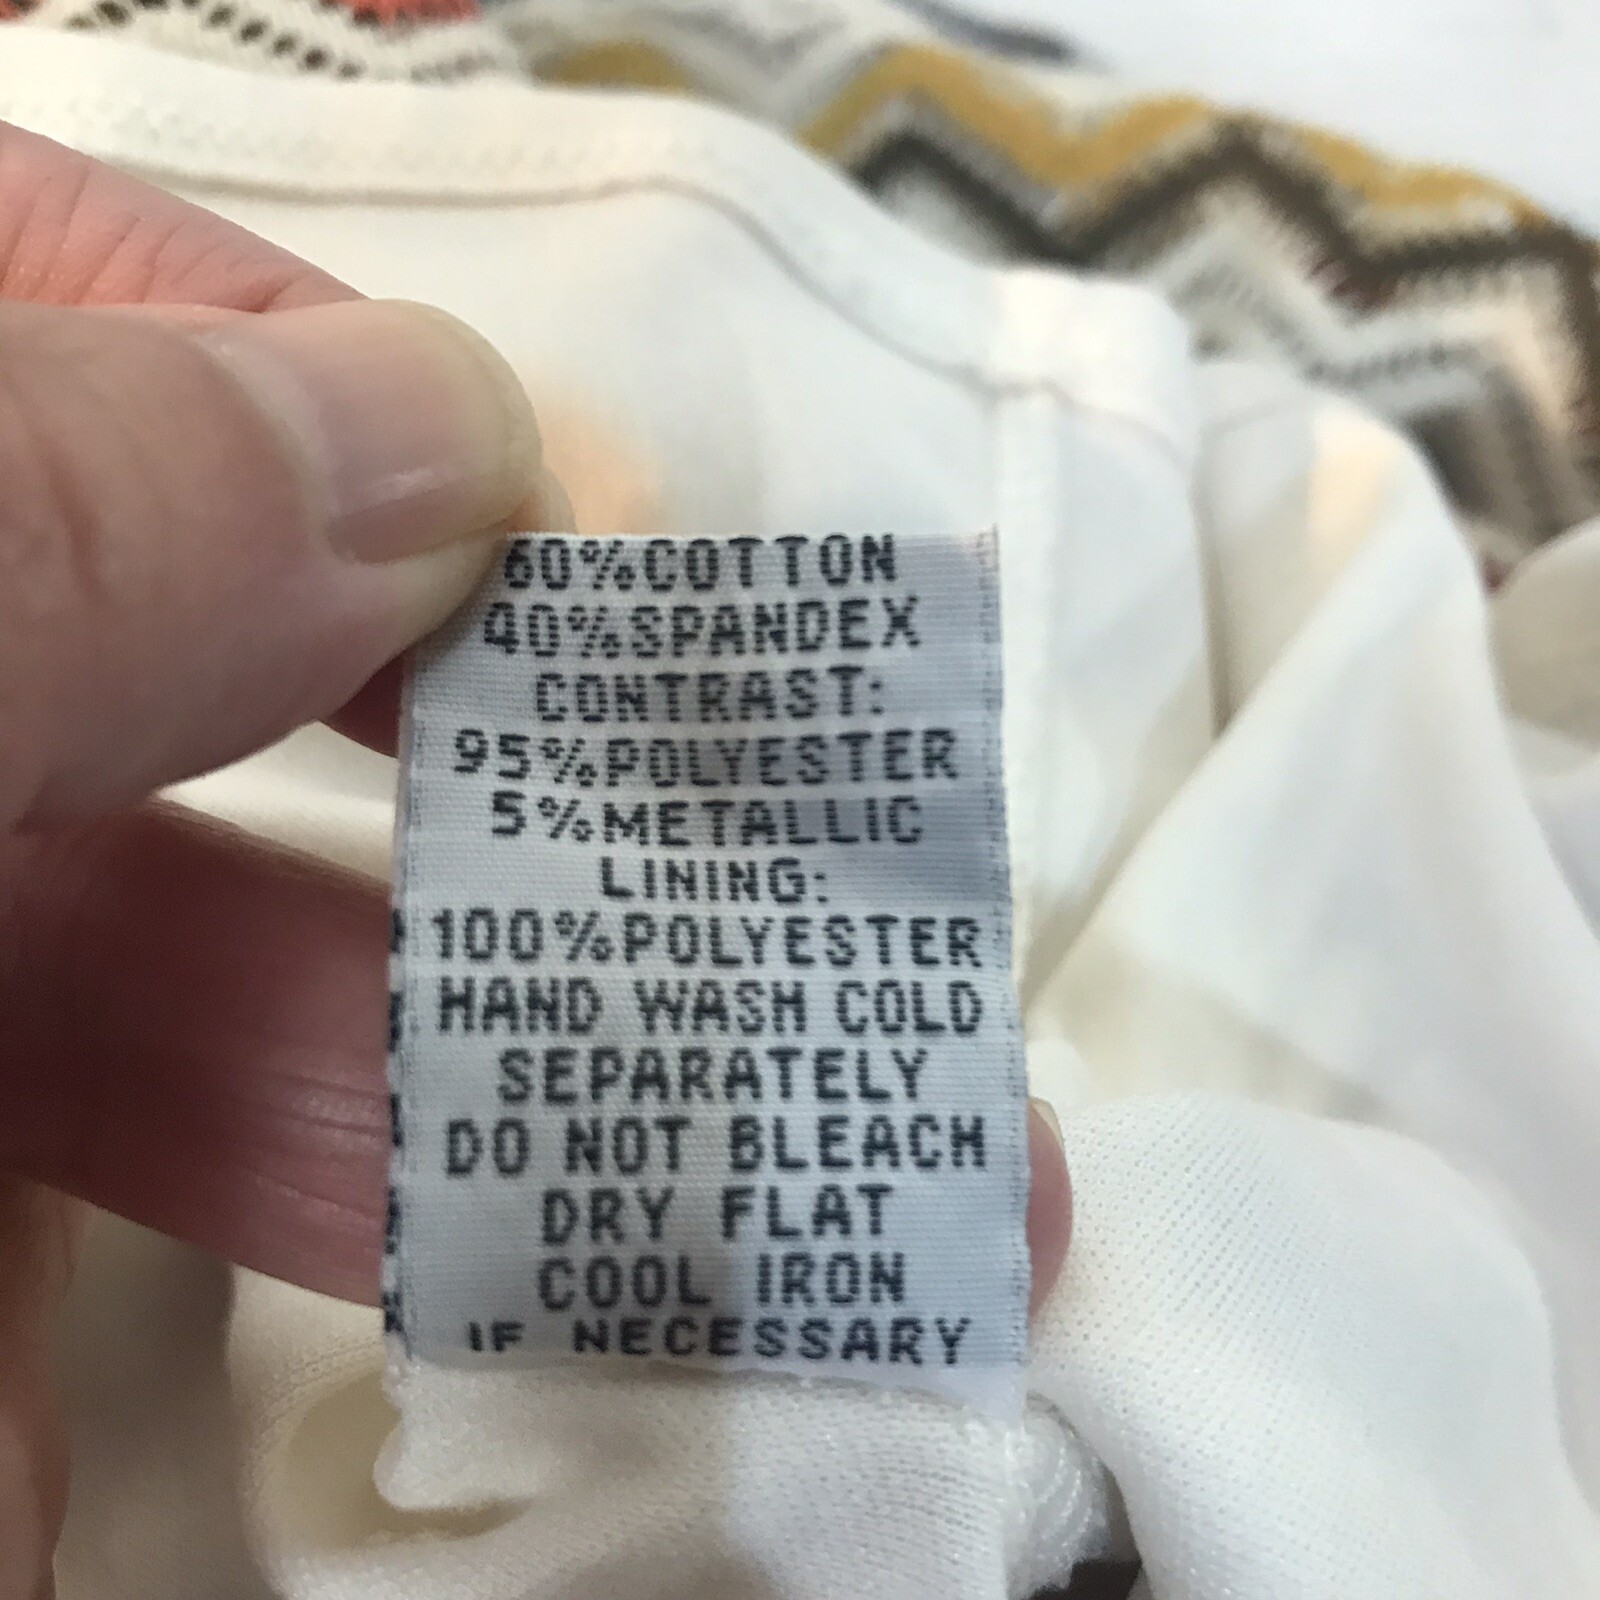 60%COTTON
40%SPANDEX
CONTRAST:
95%POLYESTER
5%METALLIC
LINING:
100%POLYESTER
HAND WASH COLD
SEPARATELY
DO NOT BLEACH
DRY FLAT
COOL IRON
IF NECESSARY